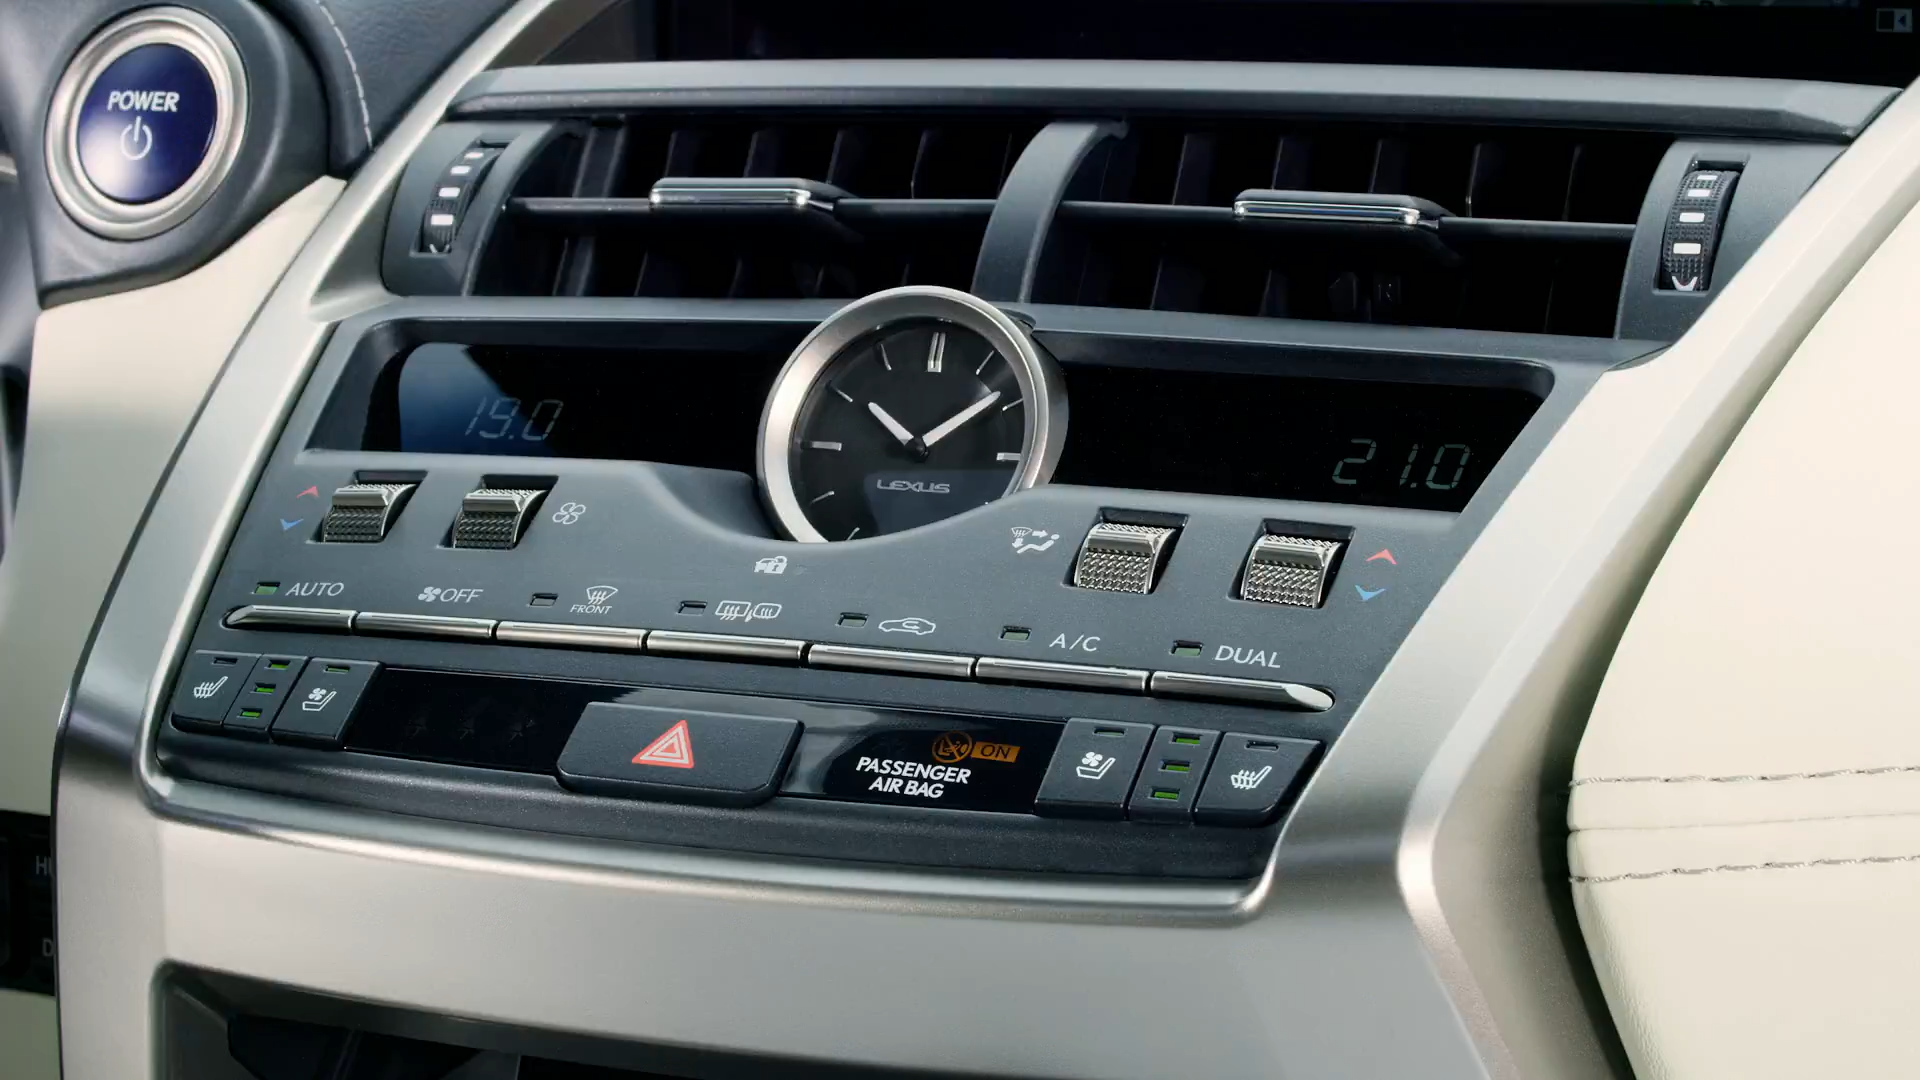 POWER
19.0
LEXUS
21.0
AUTO
OFF
FRONT
A/C
DUAL
ON
PASSENGER
AIR BAG